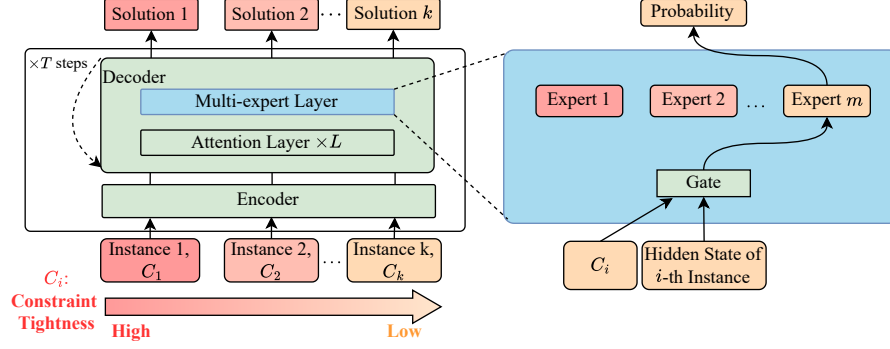 Solution 1
Solution 2
...
Solution k
×T steps
Decoder
Multi-expert Layer
Attention Layer ×L
Encoder
Instance 1,
C₁
Instance 2,
C₂
...
Instance k,
Cₖ
Cᵢ:
Constraint
Tightness
High
Low
Probability
Expert 1
Expert 2
...
Expert m
Gate
Cᵢ
Hidden State of
i-th Instance